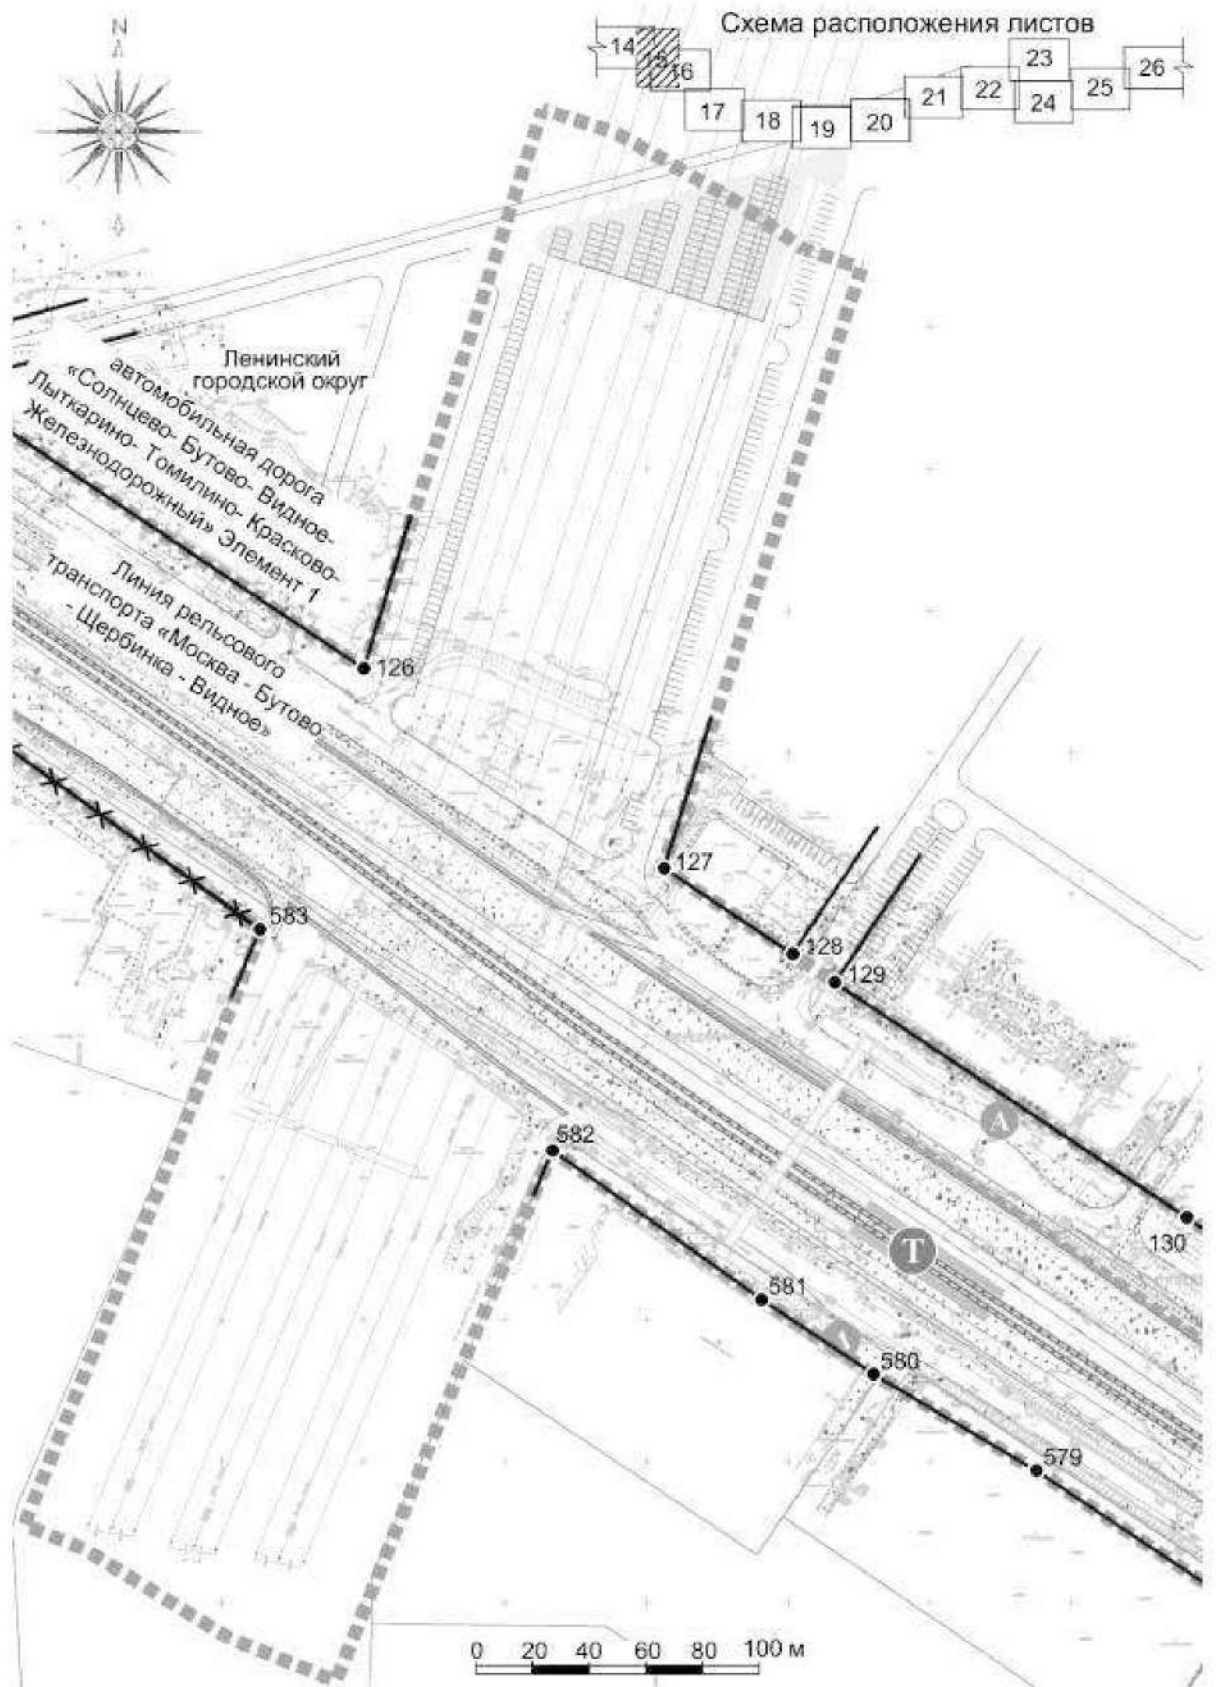 N
Схема расположения листов
14
15
16
17
18
19
20
21
22
23
24
25
26
Ленинский
городской округ
автомобильная дорога
«Солнцево- Бутово- Видное-
Лыткарино- Томилино- Красково-
Железнодорожный» Элемент 1
Линия рельсового
транспорта «Москва - Бутово
- Щербинка - Видное»
126
127
128
129
583
582
А
130
Т
581
580
579
0 20 40 60 80 100 м